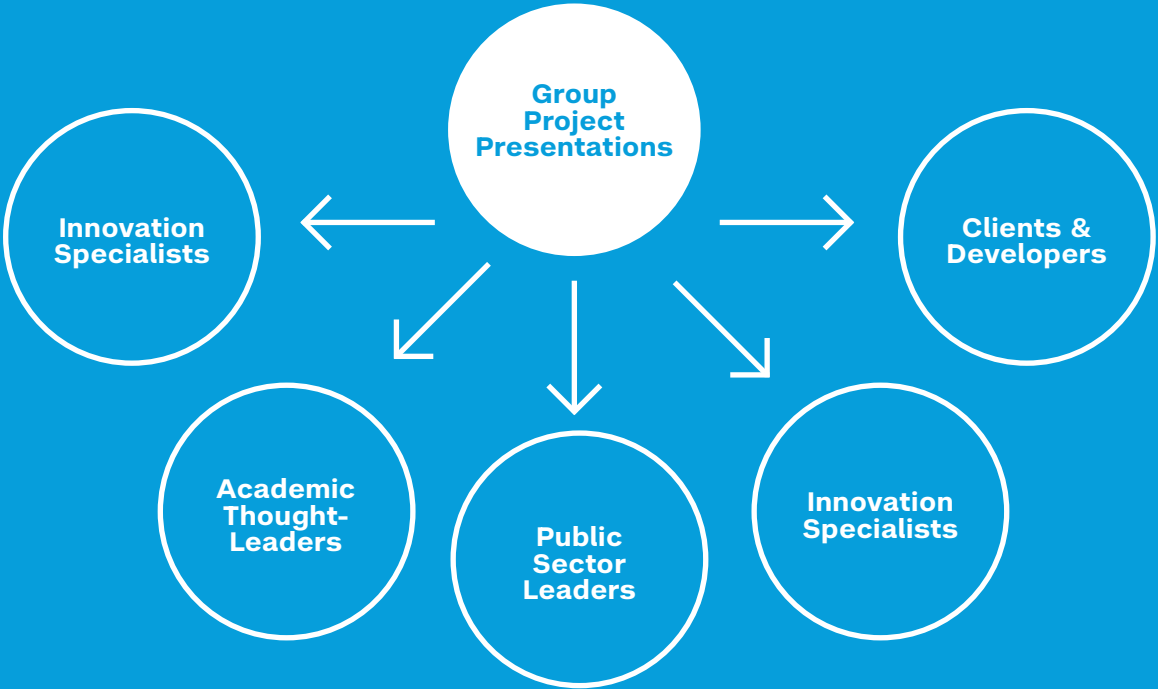 Group
Project
Presentations
Innovation
Specialists
Clients &
Developers
Academic
Thought-
Leaders
Public
Sector
Leaders
Innovation
Specialists